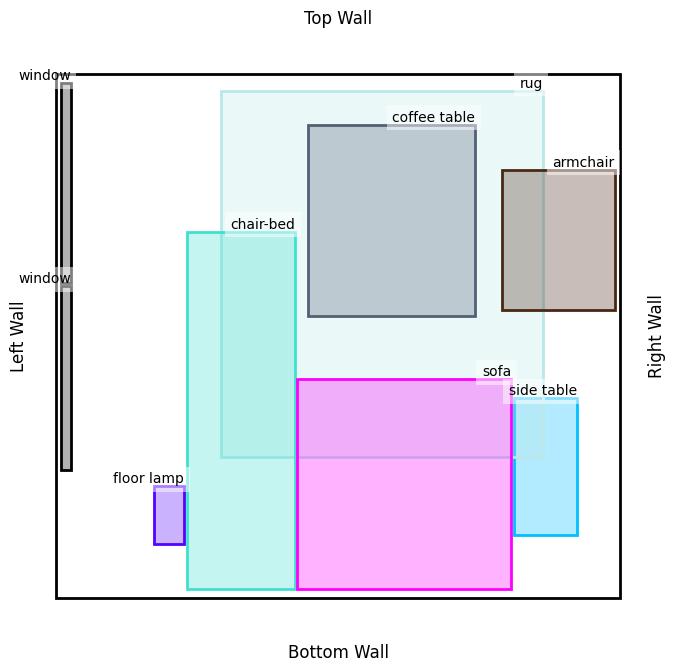 Top Wall
window
rug
coffee table
armchair
chair-bed
window
Left Wall
Right Wall
sofa
side table
floor lamp
Bottom Wall